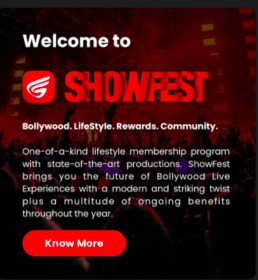 Welcome to
SHOWFEST
Bollywood. LifeStyle. Rewards. Community.
One-of-a-kind lifestyle membership program
with state-of-the-art productions. ShowFest
brings you the future of Bollywood Live
Experiences with a modern and striking twist
plus a multitude of ongoing benefits
throughout the year.
Know More